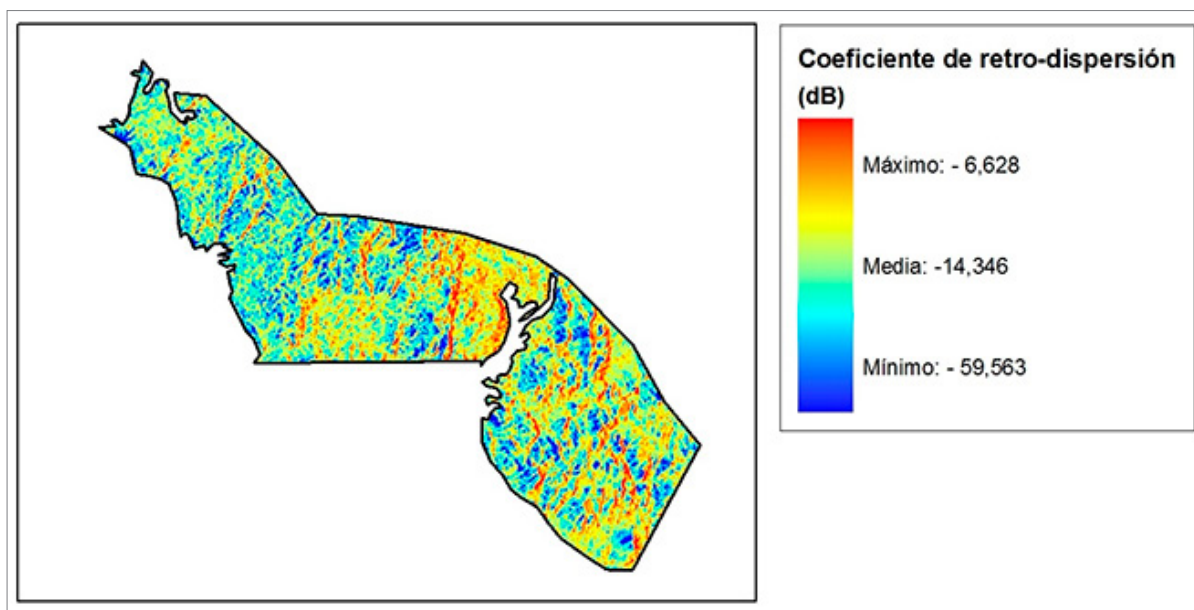 Coeficiente de retro-dispersión
(dB)
Máximo: - 6,628
Media: -14,346
Mínimo: - 59,563